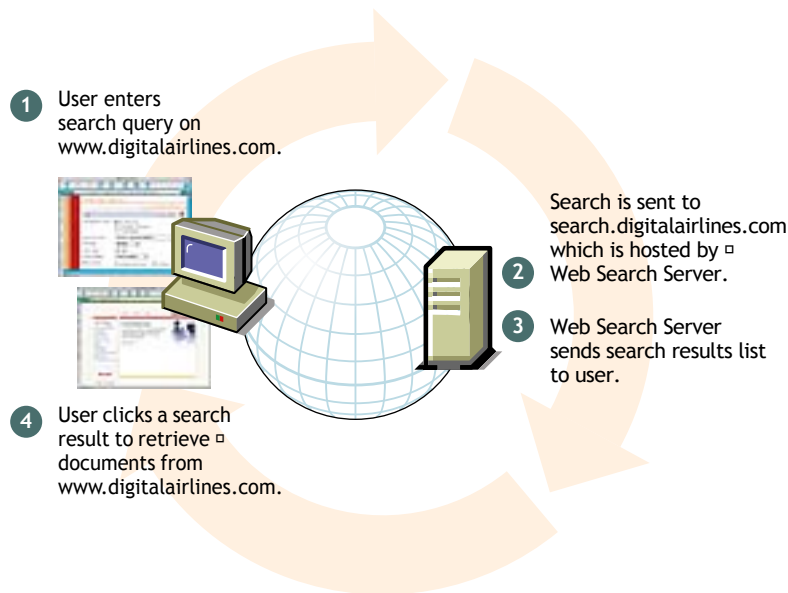 1
User enters
search query on
www.digitalairlines.com.
Search is sent to
search.digitalairlines.com
which is hosted by ▫
2
Web Search Server.
3
Web Search Server
sends search results list
to user.
4
User clicks a search
result to retrieve ▫
documents from
www.digitalairlines.com.